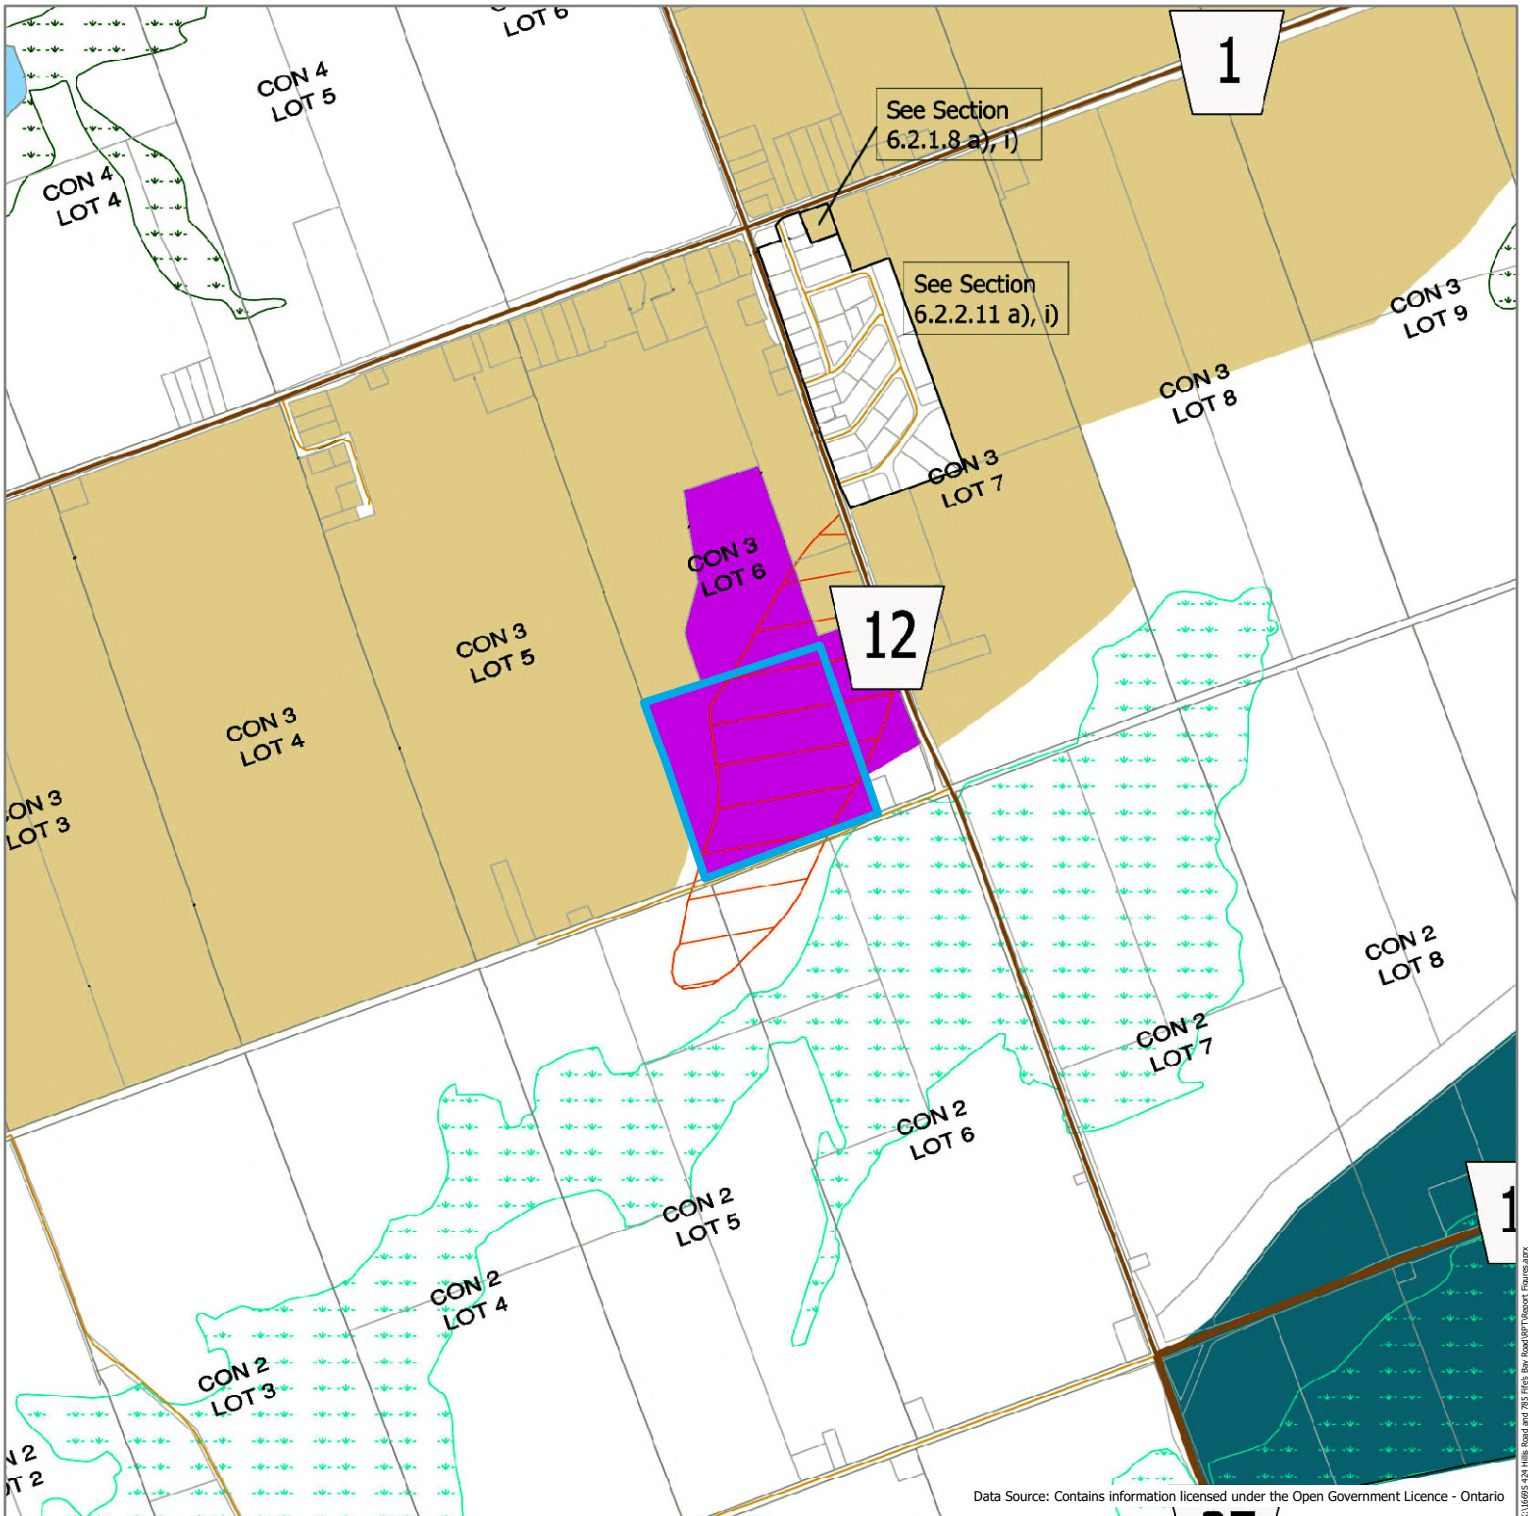 LOT 6
1
CON 4
LOT 5
See Section
6.2.1.8 a), i)
CON 4
LOT 4
See Section
6.2.2.11 a), i)
CON 3
LOT 9
CON 3
LOT 8
CON 3
LOT 7
CON 3
LOT 6
12
CON 3
LOT 5
CON 3
LOT 4
CON 3
LOT 3
CON 2
LOT 8
CON 2
LOT 7
CON 2
LOT 6
CON 2
LOT 5
1
CON 2
LOT 4
CON 2
LOT 3
N 2
OT 2
Data Source: Contains information licensed under the Open Government Licence - Ontario